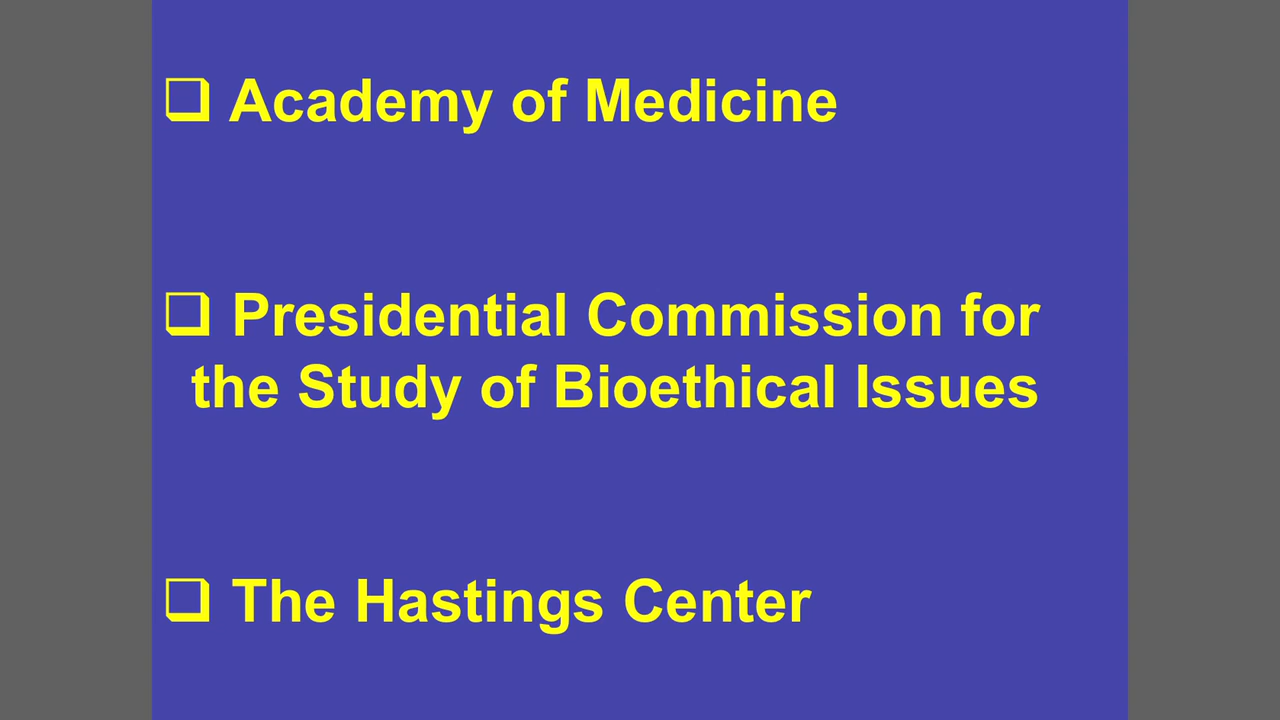 ❑ Academy of Medicine
❑ Presidential Commission for
the Study of Bioethical Issues
❑ The Hastings Center